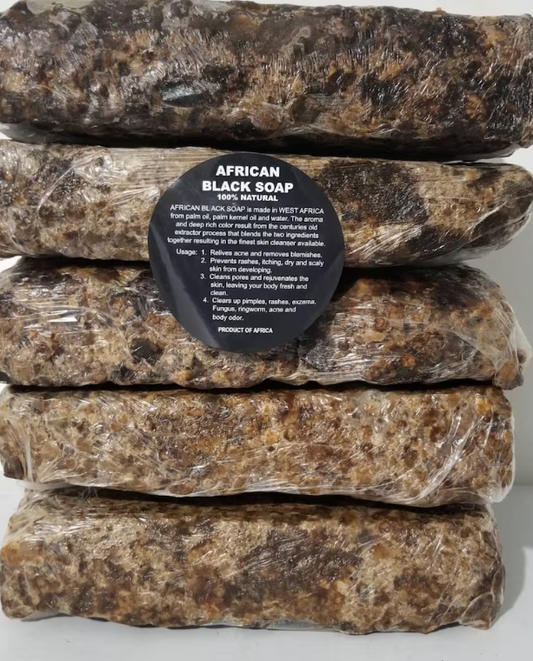 AFRICAN
BLACK SOAP
100% NATURAL
AFRICAN BLACK SOAP is made in WEST AFRICA
from palm oil, palm kernel oil and water. The aroma
and deep rich color result from the centuries old
extractor process that blends the two ingredients
together resulting in the finest skin cleanser available.
Usage: 1. Relives acne and removes blemishes.
2. Prevents rashes, itching, dry and scaly
skin from developing.
3. Cleans pores and rejuvenates the
skin, leaving your body fresh and
clean.
4. Clears up pimples, rashes, exzema.
Fungus, ringworm, acne and
body odor.
PRODUCT OF AFRICA